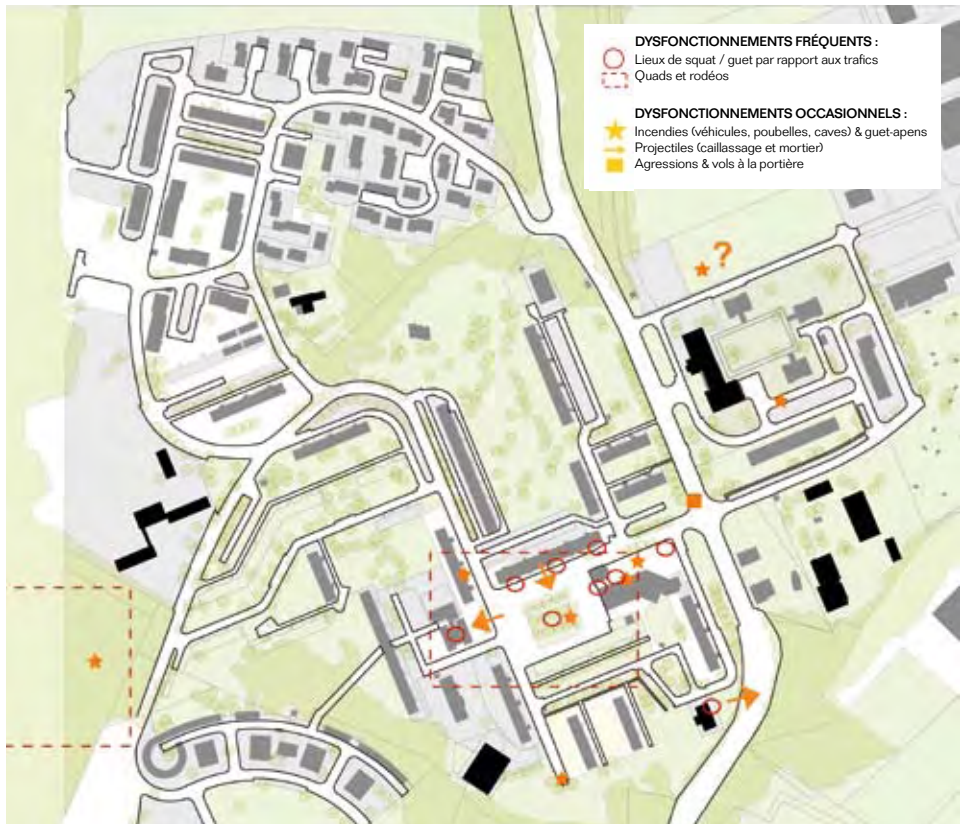 DYSFONCTIONNEMENTS FRÉQUENTS :
Lieux de squat / guet par rapport aux trafics
Quads et rodéos
DYSFONCTIONNEMENTS OCCASIONNELS :
Incendies (véhicules, poubelles, caves) & guet-apens
Projectiles (caillassage et mortier)
Agressions & vols à la portière
?